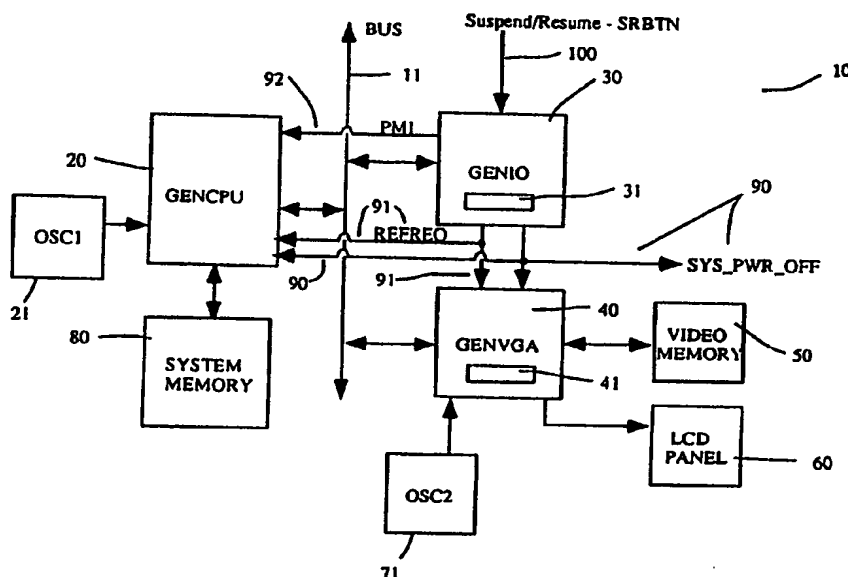 Suspend/Resume - SRBTN
BUS
100
10
11
30
92
PMI
20
GENIO
90
GENCPU
31
OSC1
91
REFREQ
SYS_PWR_OFF
90
91
21
40
80
GENVGA
VIDEO
MEMORY
50
SYSTEM
MEMORY
41
LCD
PANEL
60
OSC2
71